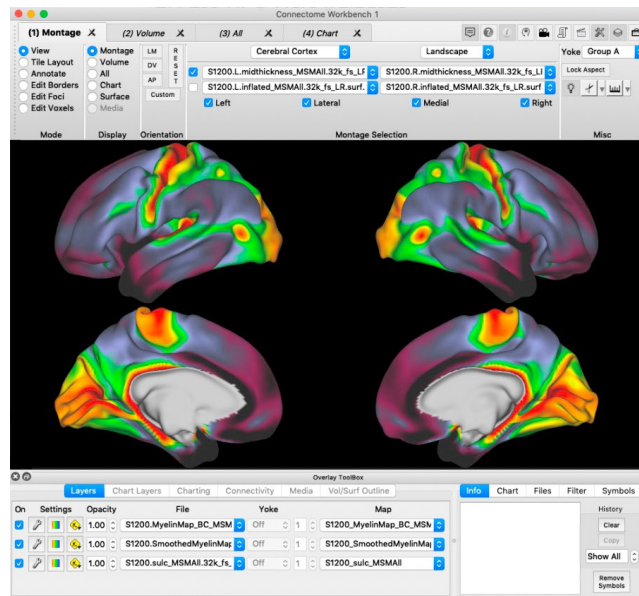 Connectome Workbench 1
(1) Montage (2) Volume (3) All (4) Chart
View
Tile Layout
Annotate
Edit Borders
Edit Foci
Edit Voxels
Mode
Montage
Volume
All
Chart
Surface
Media
Display
LM
DV
AP
RESET
Custom
Orientation
Cerebral Cortex Landscape
S1200.L.midthickness_MSMAll.32k_fs_LF S1200.R.midthickness_MSMAll.32k_fs_LI
S1200.L.inflated_MSMAll.32k_fs_LR.surf. S1200.R.inflated_MSMAll.32k_fs_LR.surf
Left Lateral Medial Right
Montage Selection
Yoke Group A
Lock Aspect
Misc
Overlay ToolBox
Layers Chart Layers Charting Connectivity Media Vol/Surf Outline
On Settings Opacity File Yoke Map
1.00 S1200.MyelinMap_BC_MSM Off 1 S1200_MyelinMap_BC_MSM
1.00 S1200.SmoothedMyelinMap Off 1 S1200_SmoothedMyelinMap
1.00 S1200.sulc_MSMAll.32k_fs_ Off 1 S1200_sulc_MSMAll
Info Chart Files Filter Symbols
History
Clear
Copy
Show All
Remove
Symbols